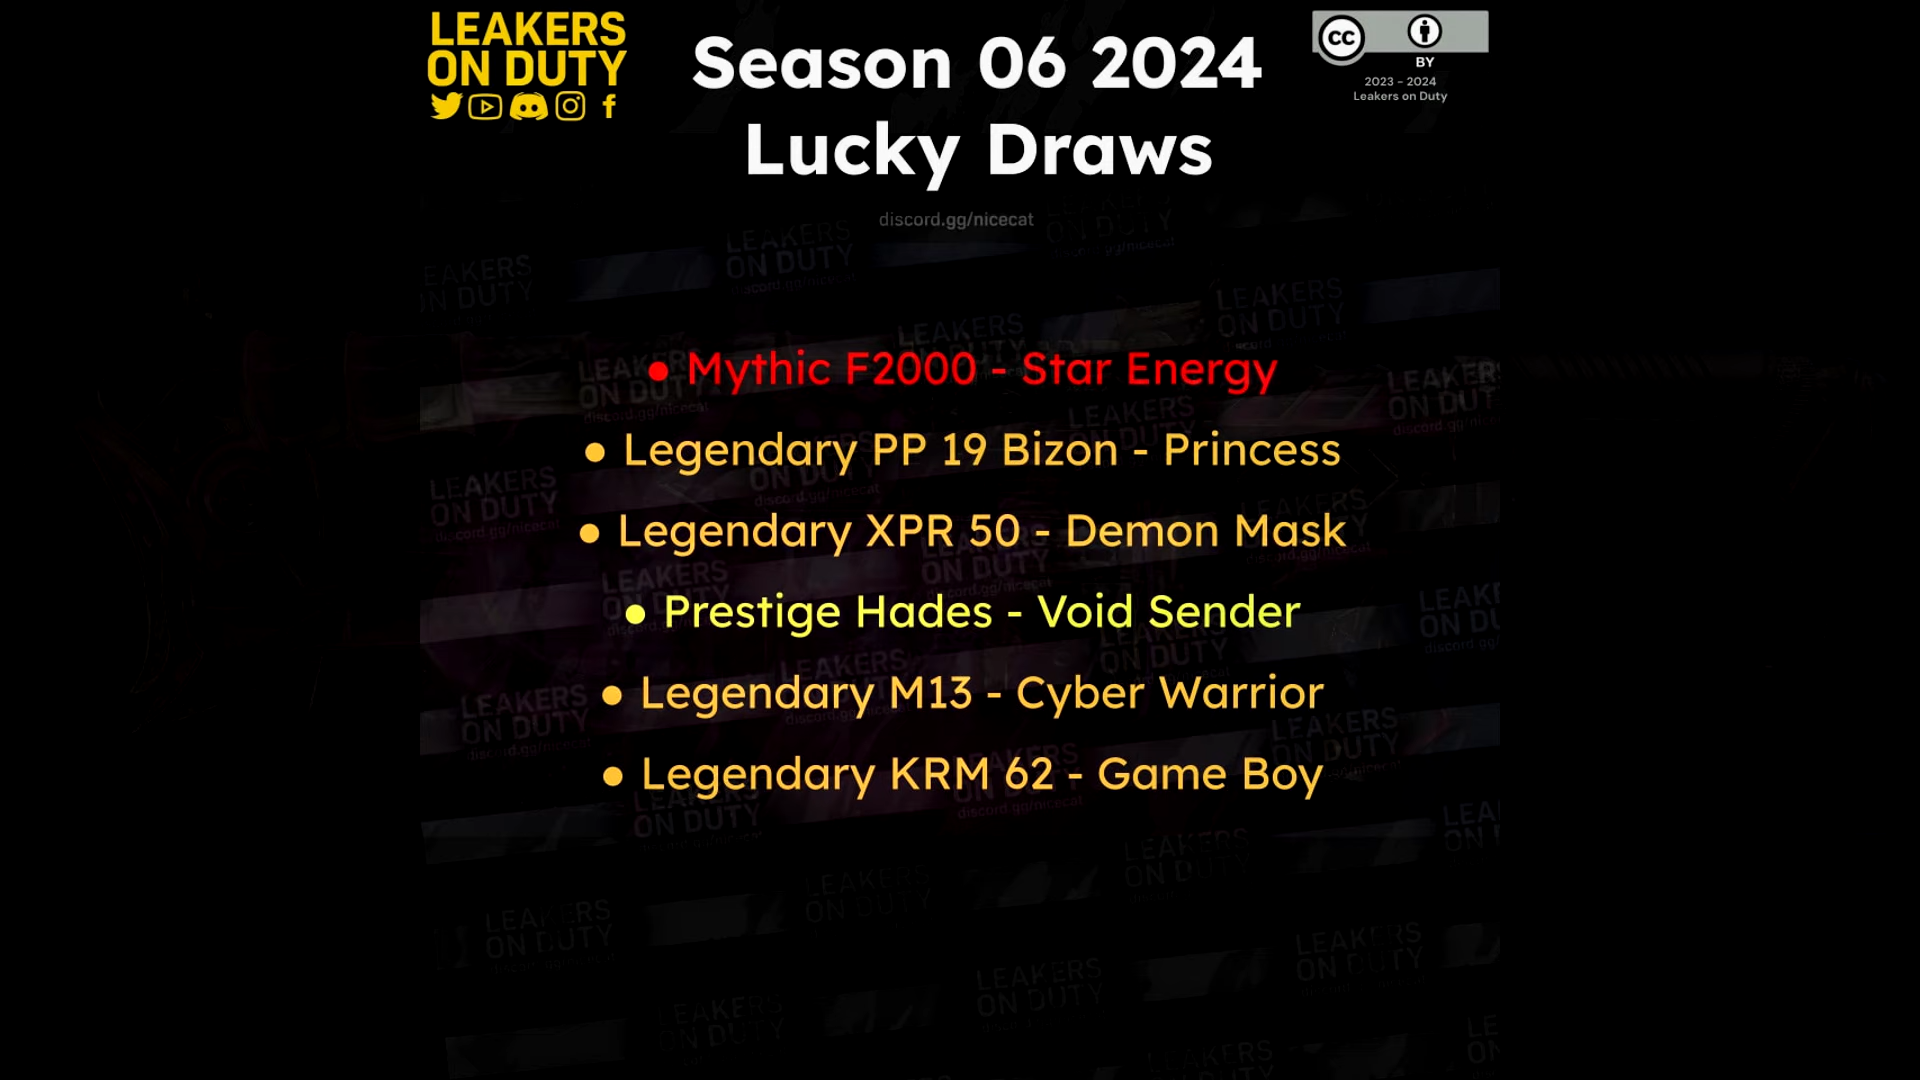 LEAKERS
ON DUTY
Season 06 2024
Lucky Draws
CC
BY
2023 - 2024
Leakers on Duty
discord.gg/nicecat
• Mythic F2000 - Star Energy
• Legendary PP 19 Bizon - Princess
• Legendary XPR 50 - Demon Mask
• Prestige Hades - Void Sender
• Legendary M13 - Cyber Warrior
• Legendary KRM 62 - Game Boy